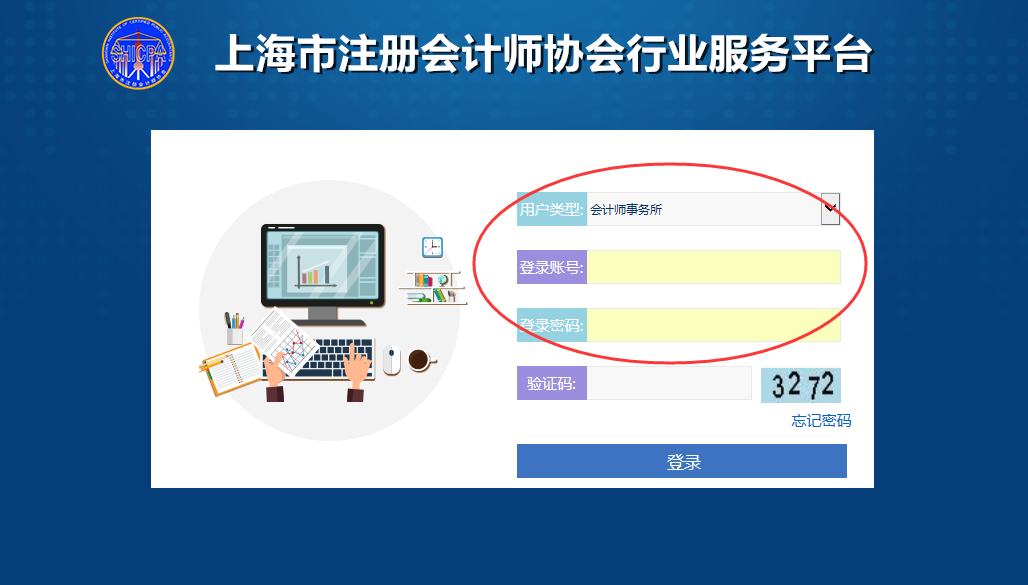 SHICPA
上海市注册会计师协会行业服务平台
用户类型: 会计师事务所
登录账号:
登录密码:
验证码: 3272
忘记密码
登录